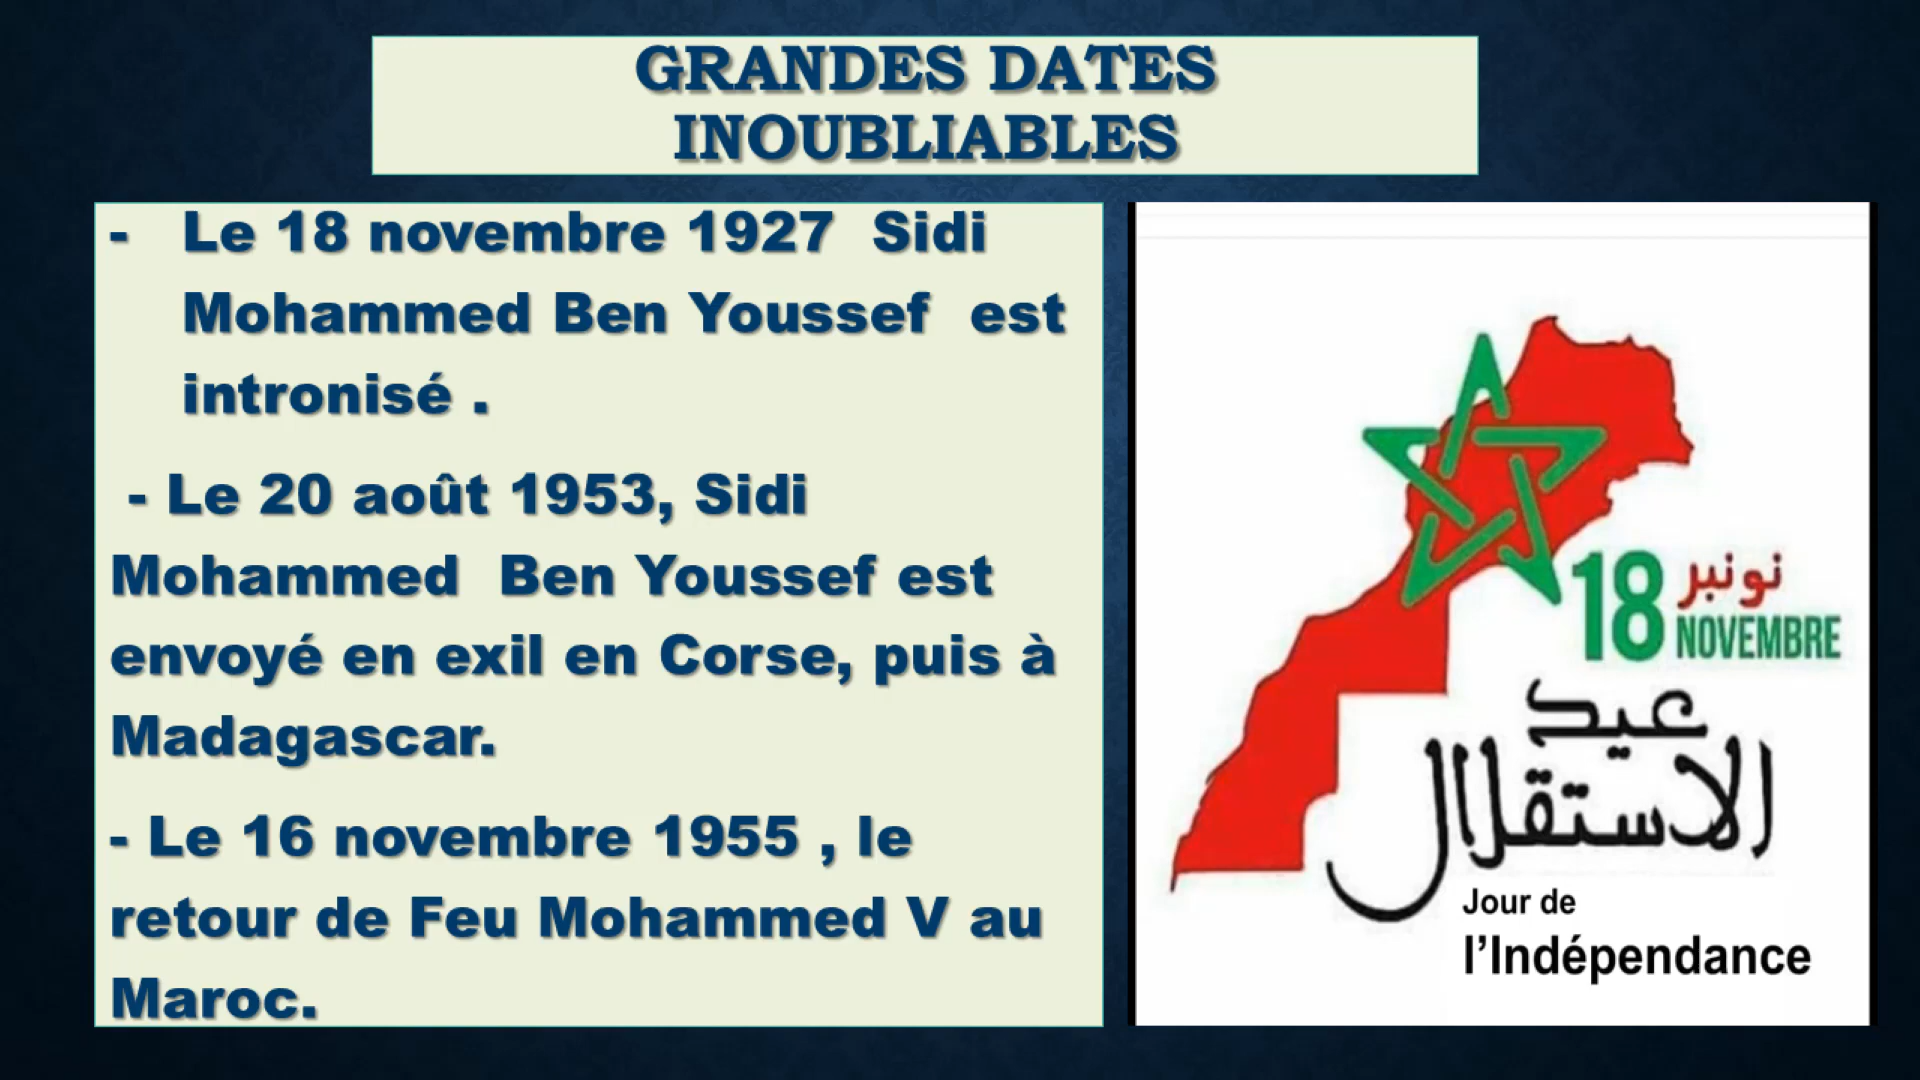 GRANDES DATES
INOUBLIABLES
- Le 18 novembre 1927 Sidi
Mohammed Ben Youssef est
intronisé .
- Le 20 août 1953, Sidi
Mohammed Ben Youssef est
envoyé en exil en Corse, puis à
Madagascar.
- Le 16 novembre 1955 , le
retour de Feu Mohammed V au
Maroc.
18 نونبر
NOVEMBRE
عيد
الاستقلال
Jour de
l’Indépendance